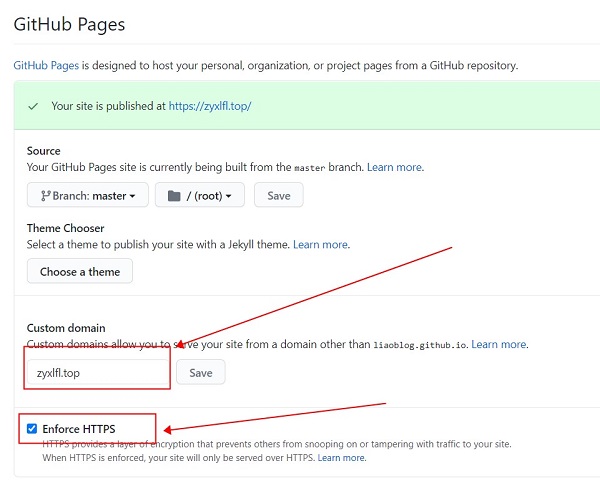 GitHub Pages
GitHub Pages is designed to host your personal, organization, or project pages from a GitHub repository.
Your site is published at https://zyxlfl.top/
Source
Your GitHub Pages site is currently being built from the master branch. Learn more.
Branch: master
/ (root)
Save
Theme Chooser
Select a theme to publish your site with a Jekyll theme. Learn more.
Choose a theme
Custom domain
Custom domains allow you to serve your site from a domain other than liaoblog.github.io. Learn more.
zyxlfl.top
Save
Enforce HTTPS
HTTPS provides a layer of encryption that prevents others from snooping on or tampering with traffic to your site.
When HTTPS is enforced, your site will only be served over HTTPS. Learn more.